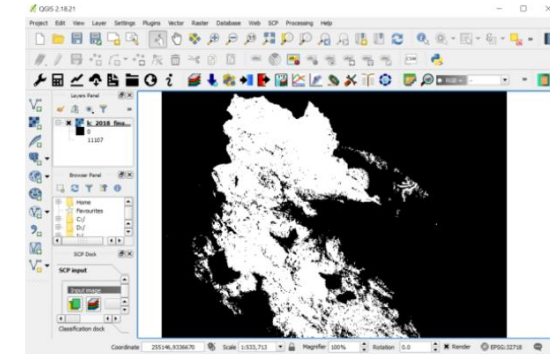 QGIS 2.18.21
Project Edit View Layer Settings Plugins Vector Raster Database Web SCP Processing Help
Layers Panel
0
11107
Browser Panel
Home
Favourites
C:/
D:/
SCP Dock
SCP input
Input image
Classification dock
Coordinate 255146,9336670 Scale 1:533,713 Magnifier 100% Rotation 0.0 Render EPSG:32718